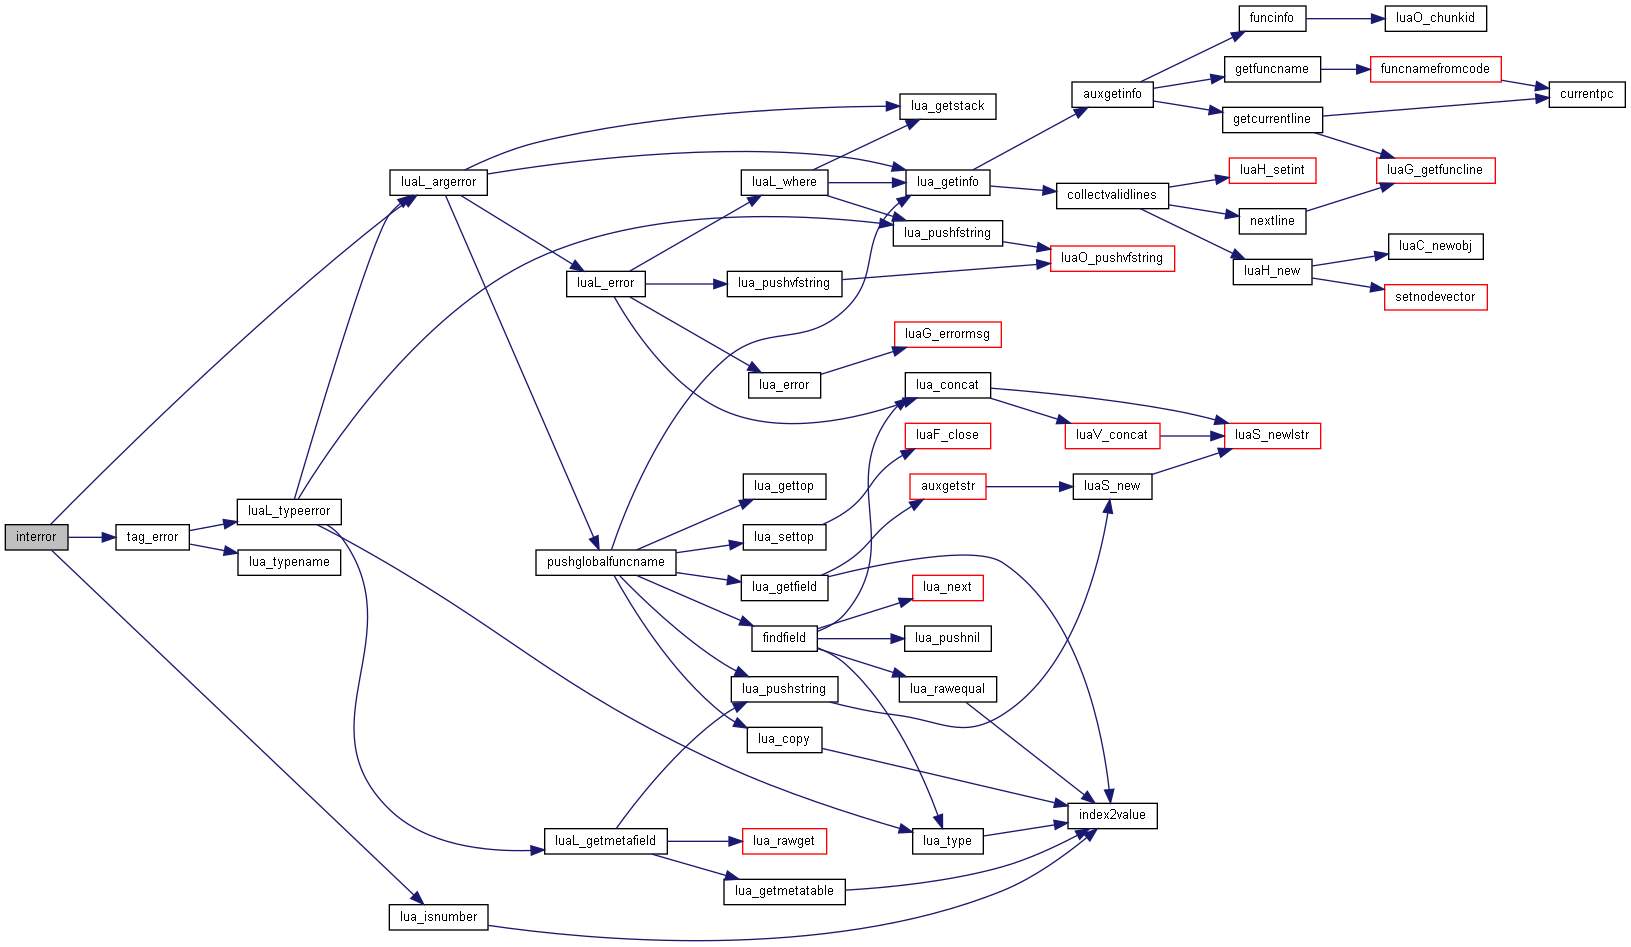 funcinfo
luaO_chunkid
getfuncname
funcnamefromcode
auxgetinfo
currentpc
lua_getstack
getcurrentline
luaL_argerror
luaL_where
lua_getinfo
luaH_setint
luaG_getfuncline
collectvalidlines
nextline
lua_pushfstring
luaC_newobj
luaO_pushvfstring
luaH_new
luaL_error
lua_pushvfstring
setnodevector
luaG_errormsg
lua_error
lua_concat
luaF_close
luaV_concat
luaS_newlstr
lua_gettop
auxgetstr
luaS_new
luaL_typeerror
interror
tag_error
lua_settop
lua_typename
pushglobalfuncname
lua_getfield
lua_next
findfield
lua_pushnil
lua_pushstring
lua_rawequal
lua_copy
index2value
luaL_getmetafield
lua_rawget
lua_type
lua_getmetatable
lua_isnumber